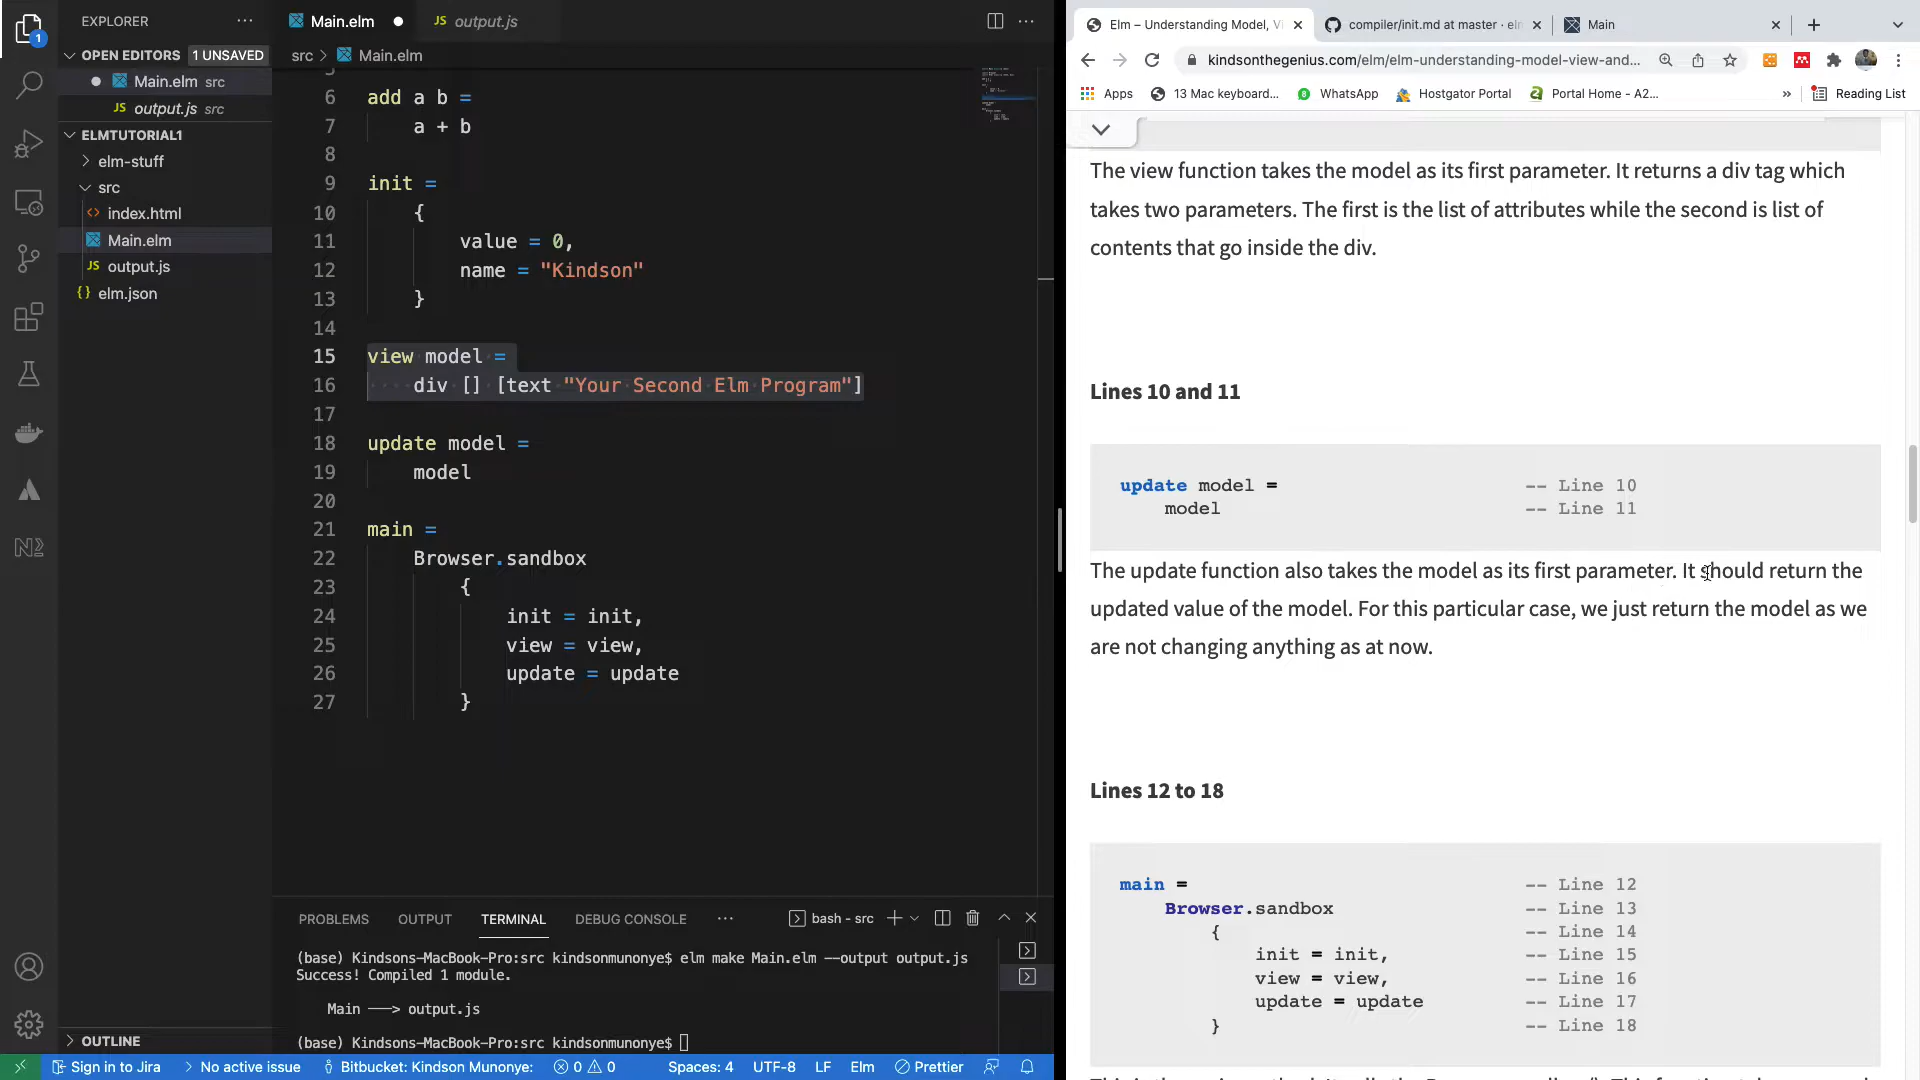 EXPLORER
OPEN EDITORS 1 UNSAVED
Main.elm src
JS output.js src
ELMTUTORIAL1
elm-stuff
src
index.html
Main.elm
JS output.js
{} elm.json
OUTLINE
1
Main.elm
JS output.js
src > Main.elm
6 add a b =
7 a + b
8
9 init =
10 {
11 value = 0,
12 name = "Kindson"
13 }
14
15 view model =
16 div [] [text "Your Second Elm Program"]
17
18 update model =
19 model
20
21 main =
22 Browser.sandbox
23 {
24 init = init,
25 view = view,
26 update = update
27 }
PROBLEMS OUTPUT TERMINAL DEBUG CONSOLE ··· bash - src
(base) Kindsons-MacBook-Pro:src kindsonmunonye$ elm make Main.elm --output output.js
Success! Compiled 1 module.
Main ───> output.js
(base) Kindsons-MacBook-Pro:src kindsonmunonye$
Sign in to Jira No active issue Bitbucket: Kindson Munonye: 0 0 Spaces: 4 UTF-8 LF Elm Prettier
Elm – Understanding Model, V
compiler/init.md at master · elm
Main
kindsonthegenius.com/elm/elm-understanding-model-view-and...
Apps 13 Mac keyboard... WhatsApp Hostgator Portal Portal Home - A2... » Reading List
The view function takes the model as its first parameter. It returns a div tag which
takes two parameters. The first is the list of attributes while the second is list of
contents that go inside the div.
Lines 10 and 11
update model = -- Line 10
model -- Line 11
The update function also takes the model as its first parameter. It should return the
updated value of the model. For this particular case, we just return the model as we
are not changing anything as at now.
Lines 12 to 18
main = -- Line 12
Browser.sandbox -- Line 13
{ -- Line 14
init = init, -- Line 15
view = view, -- Line 16
update = update -- Line 17
} -- Line 18